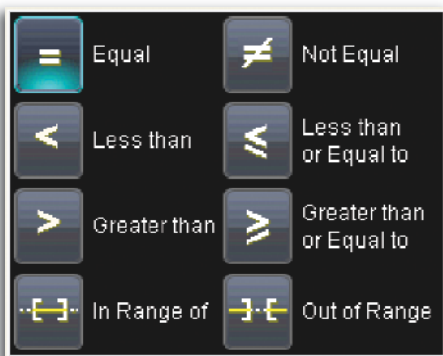 = Equal
≠ Not Equal
< Less than
≤ Less than
or Equal to
> Greater than
≥ Greater than
or Equal to
In Range of
Out of Range